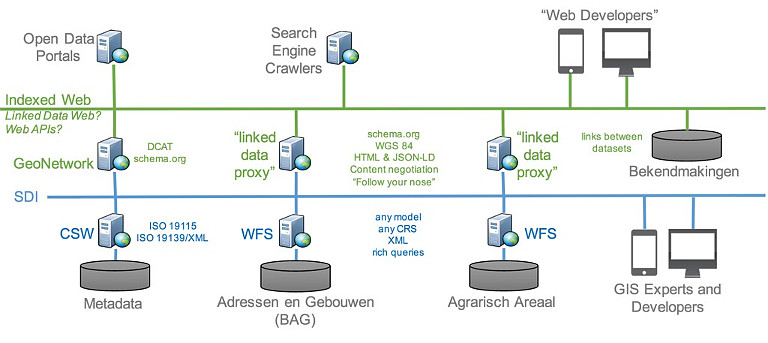 Open Data
Portals
Search
Engine
Crawlers
“Web Developers”
Indexed Web
Linked Data Web?
Web APIs?
GeoNetwork
DCAT
schema.org
“linked
data
proxy”
schema.org
WGS 84
HTML & JSON-LD
Content negotiation
“Follow your nose”
“linked
data
proxy”
links between
datasets
Bekendmakingen
SDI
CSW
ISO 19115
ISO 19139/XML
WFS
any model
any CRS
XML
rich queries
WFS
Metadata
Adressen en Gebouwen
(BAG)
Agrarisch Areaal
GIS Experts and
Developers